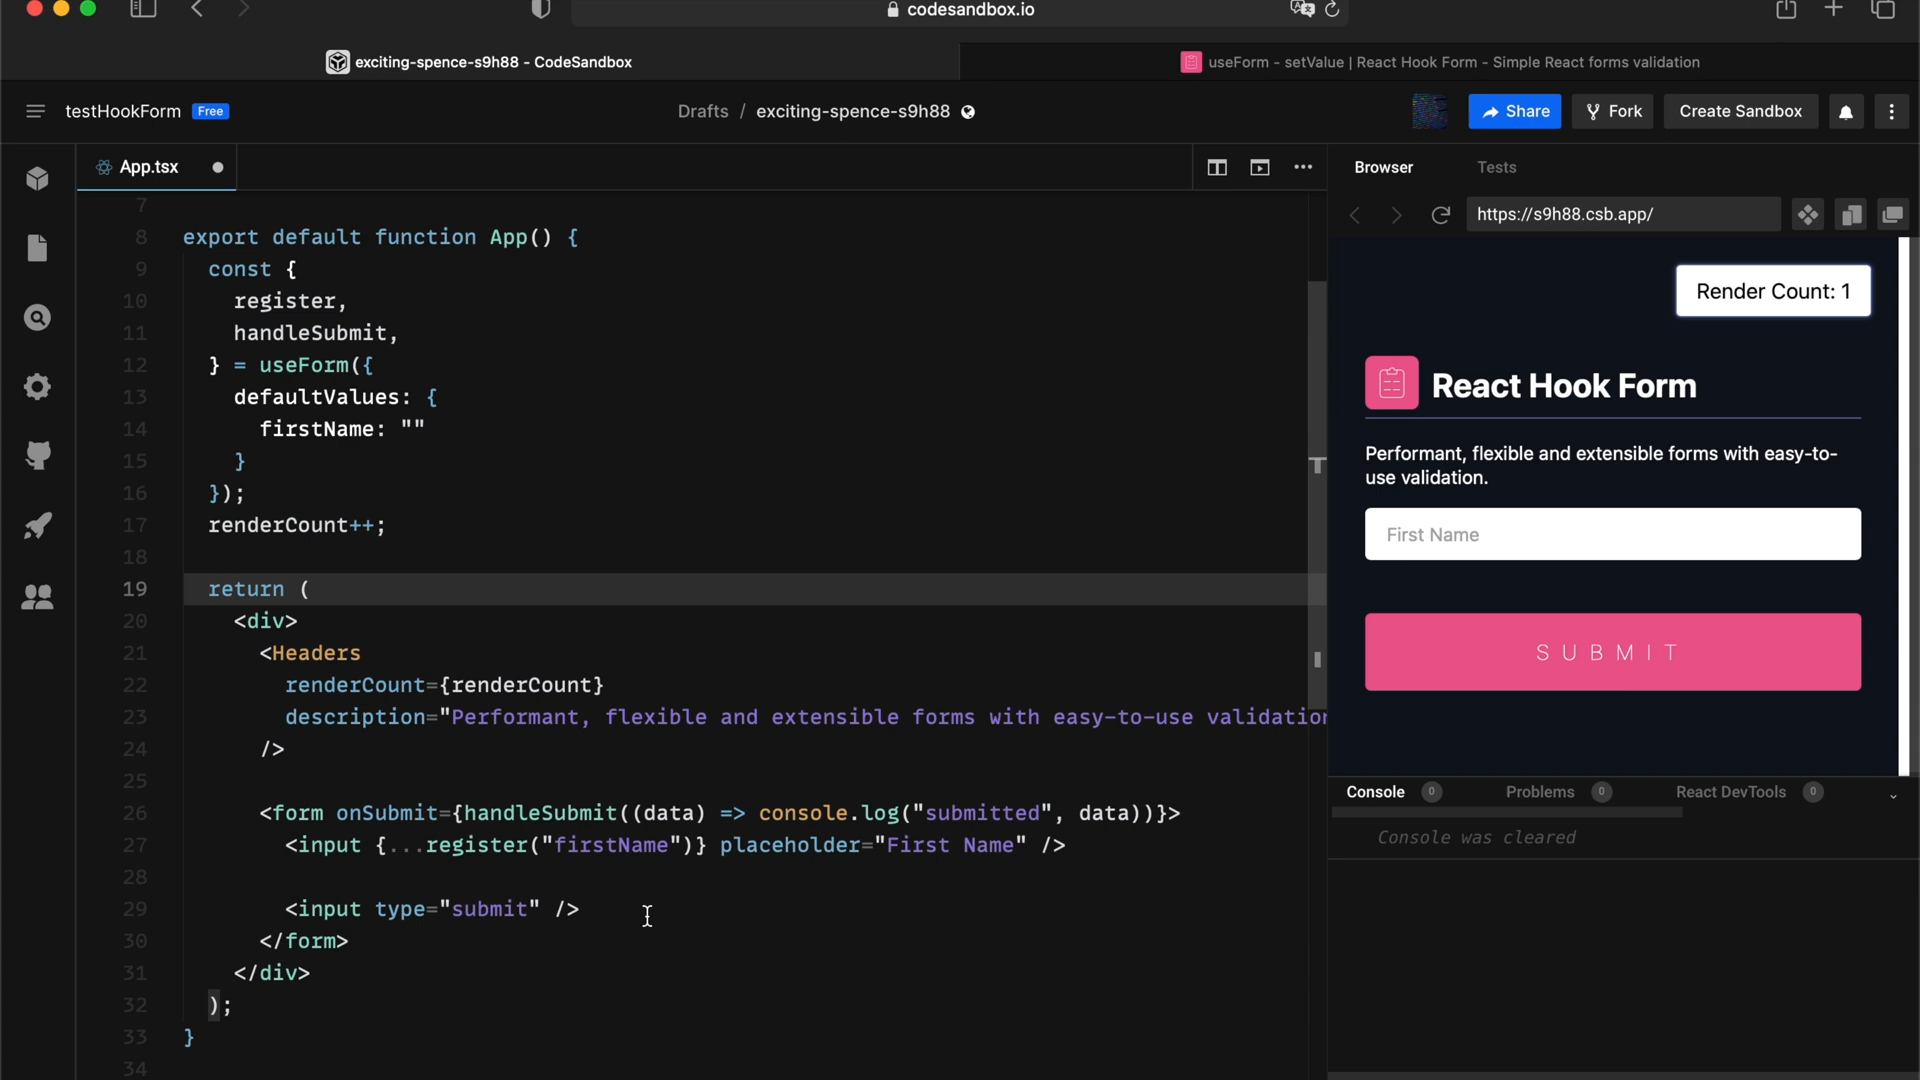 codesandbox.io
exciting-spence-s9h88 - CodeSandbox
useForm - setValue | React Hook Form - Simple React forms validation
testHookForm Free
Drafts / exciting-spence-s9h88
Share
Fork
Create Sandbox
App.tsx
Browser
Tests
https://s9h88.csb.app/
7
8 export default function App() {
9 const {
10 register,
11 handleSubmit,
12 } = useForm({
13 defaultValues: {
14 firstName: ""
15 }
16 });
17 renderCount++;
18
19 return (
20 <div>
21 <Headers
22 renderCount={renderCount}
23 description="Performant, flexible and extensible forms with easy-to-use validation
24 />
25
26 <form onSubmit={handleSubmit((data) => console.log("submitted", data))}>
27 <input {...register("firstName")} placeholder="First Name" />
28
29 <input type="submit" />
30 </form>
31 </div>
32 );
33 }
34
Render Count: 1
React Hook Form
Performant, flexible and extensible forms with easy-to-
use validation.
First Name
SUBMIT
Console 0
Problems 0
React DevTools 0
Console was cleared